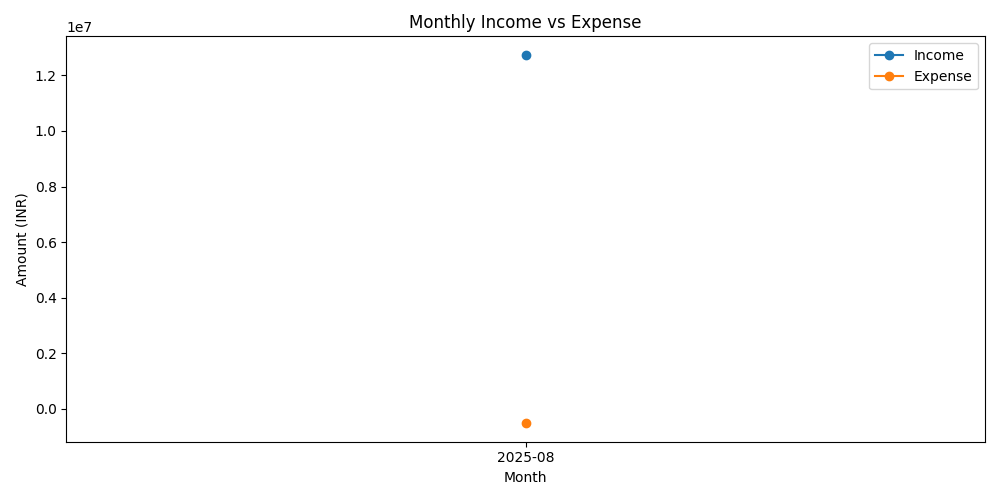 Monthly Income vs Expense
1e7
Income
Expense
1.2
1.0
0.8
0.6
0.4
0.2
0.0
Amount (INR)
2025-08
Month